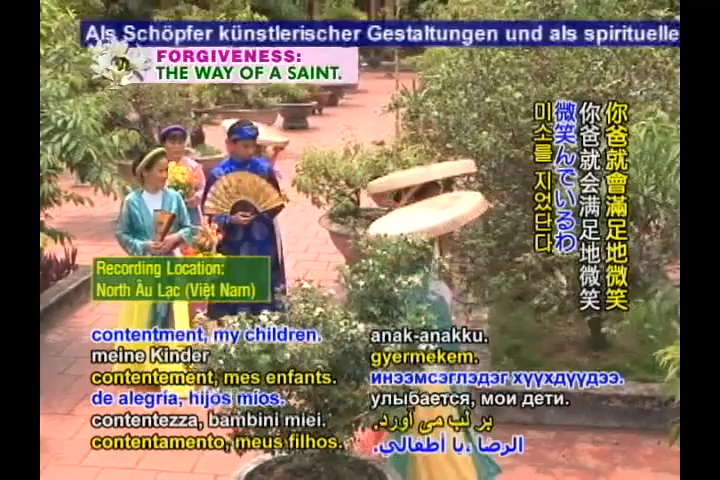 Als Schöpfer künstlerischer Gestaltungen und als spirituelle
FORGIVENESS:
THE WAY OF A SAINT.
你爸就會滿足地微笑
你爸就会满足地微笑
微笑んでいるわ
미소를 지었단다
Recording Location:
North Âu Lạc (Việt Nam)
contentment, my children.
meine Kinder
contentement, mes enfants.
de alegría, hijos míos.
contentezza, bambini miei.
contentamento, meus filhos.
anak-anakku.
gyermekem.
инээмсэглэдэг хүүхдүүдээ.
улыбается, мои дети.
بر لب می آورد.
الرضا ،يا أطفالي.